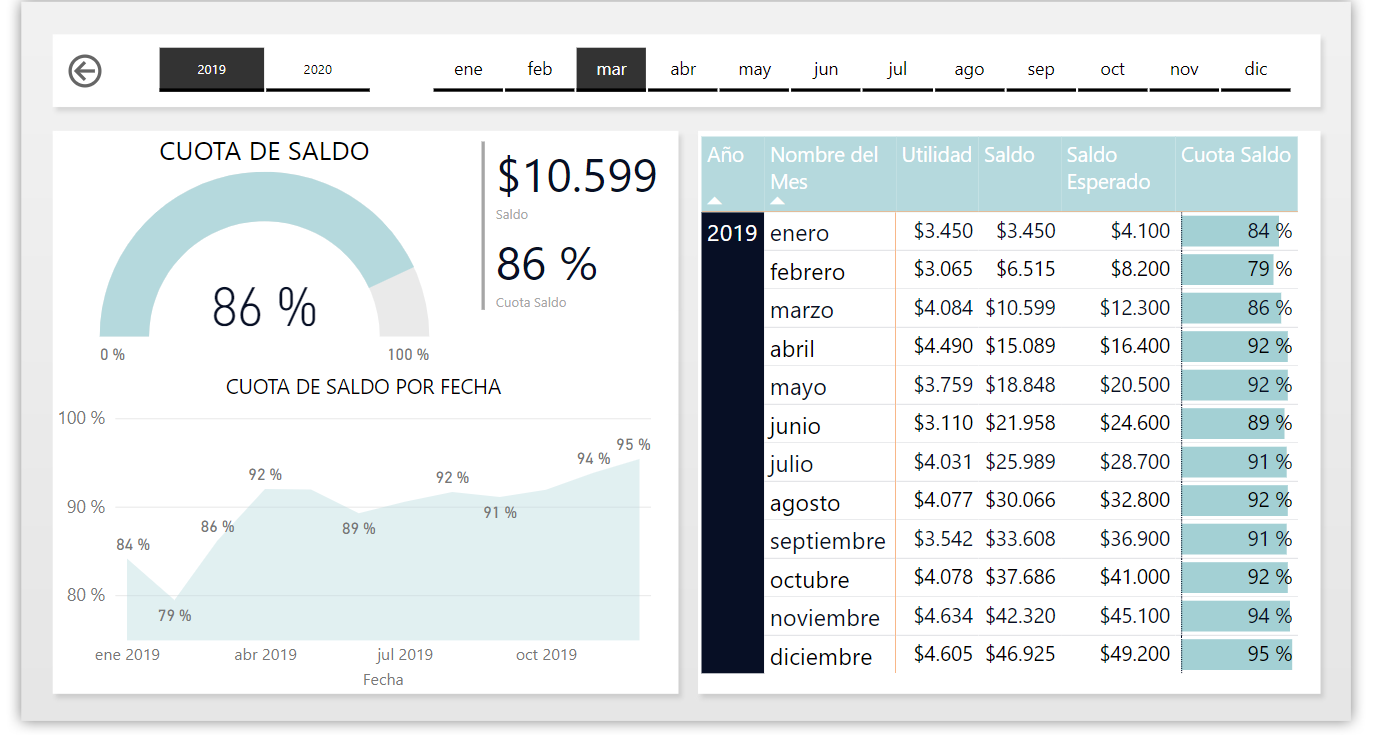 2019 2020 ene feb mar abr may jun jul ago sep oct nov dic
CUOTA DE SALDO
86 %
0 % 100 %
$10.599
Saldo
86 %
Cuota Saldo
CUOTA DE SALDO POR FECHA
100 %
90 %
80 %
84 %
79 %
86 %
92 %
89 %
92 %
91 %
94 %
95 %
ene 2019 abr 2019 jul 2019 oct 2019
Fecha
Año Nombre del Utilidad Saldo Saldo Cuota Saldo
Mes Esperado
2019 enero $3.450 $3.450 $4.100 84 %
febrero $3.065 $6.515 $8.200 79 %
marzo $4.084 $10.599 $12.300 86 %
abril $4.490 $15.089 $16.400 92 %
mayo $3.759 $18.848 $20.500 92 %
junio $3.110 $21.958 $24.600 89 %
julio $4.031 $25.989 $28.700 91 %
agosto $4.077 $30.066 $32.800 92 %
septiembre $3.542 $33.608 $36.900 91 %
octubre $4.078 $37.686 $41.000 92 %
noviembre $4.634 $42.320 $45.100 94 %
diciembre $4.605 $46.925 $49.200 95 %